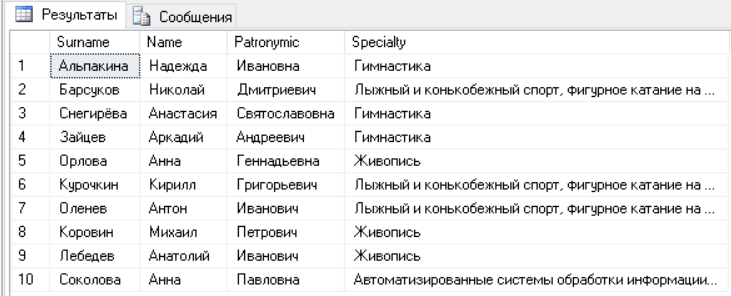 Результаты Сообщения
Surname Name Patronymic Specialty
1 Альпакина Надежда Ивановна Гимнастика
2 Барсуков Николай Дмитриевич Лыжный и конькобежный спорт, фигурное катание на ...
3 Снегирёва Анастасия Святославовна Гимнастика
4 Зайцев Аркадий Андреевич Гимнастика
5 Орлова Анна Геннадьевна Живопись
6 Курочкин Кирилл Григорьевич Лыжный и конькобежный спорт, фигурное катание на ...
7 Оленев Антон Иванович Лыжный и конькобежный спорт, фигурное катание на ...
8 Коровин Михаил Петрович Живопись
9 Лебедев Анатолий Иванович Живопись
10 Соколова Анна Павловна Автоматизированные системы обработки информации...